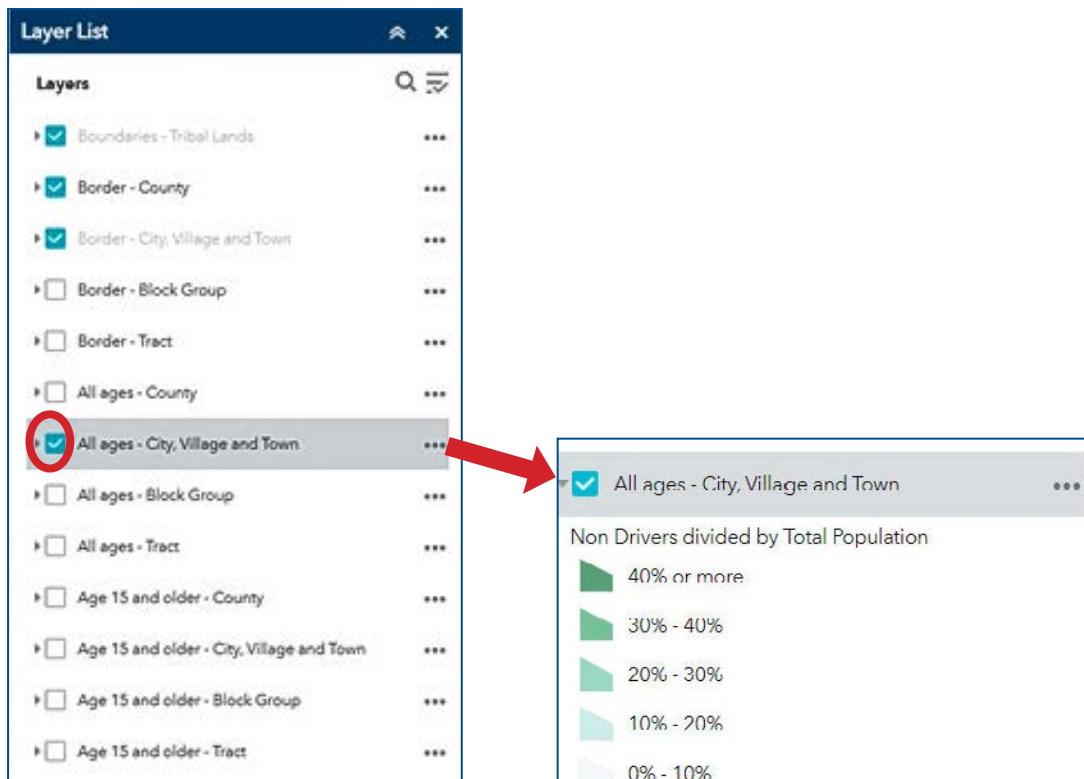 Layer List
Layers
Boundaries - Tribal Lands
Border - County
Border - City, Village and Town
Border - Block Group
Border - Tract
All ages - County
All ages - City, Village and Town
All ages - Block Group
All ages - Tract
Age 15 and older - County
Age 15 and older - City, Village and Town
Age 15 and older - Block Group
Age 15 and older - Tract
All ages - City, Village and Town
Non Drivers divided by Total Population
40% or more
30% - 40%
20% - 30%
10% - 20%
0% - 10%